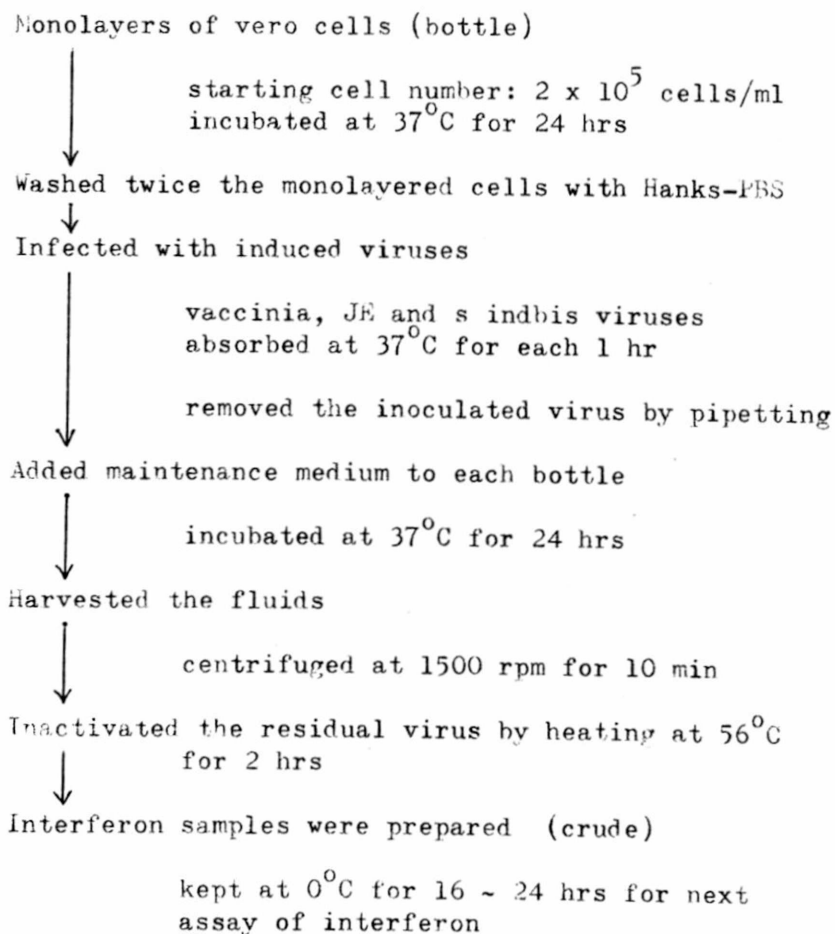 Monolayers of vero cells (bottle)
starting cell number: 2 x 10⁵ cells/ml
incubated at 37°C for 24 hrs
Washed twice the monolayered cells with Hanks-PBS
Infected with induced viruses
vaccinia, JE and s indbis viruses
absorbed at 37°C for each 1 hr
removed the inoculated virus by pipetting
Added maintenance medium to each bottle
incubated at 37°C for 24 hrs
Harvested the fluids
centrifuged at 1500 rpm for 10 min
Inactivated the residual virus by heating at 56°C
for 2 hrs
Interferon samples were prepared (crude)
kept at 0°C for 16 ~ 24 hrs for next
assay of interferon